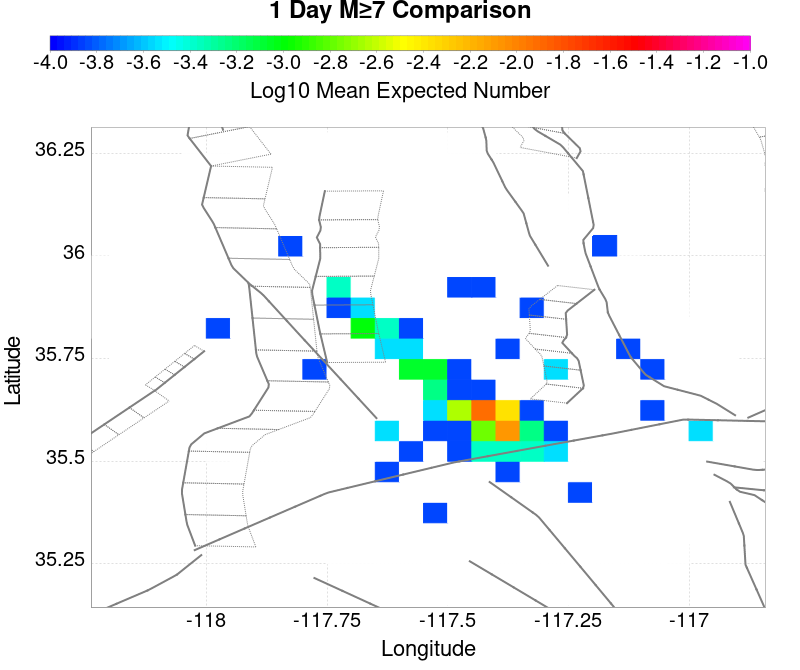 1 Day M≥7 Comparison
-4.0 -3.8 -3.6 -3.4 -3.2 -3.0 -2.8 -2.6 -2.4 -2.2 -2.0 -1.8 -1.6 -1.4 -1.2 -1.0
Log10 Mean Expected Number
36.25
36
35.75
35.5
35.25
Latitude
-118 -117.75 -117.5 -117.25 -117
Longitude